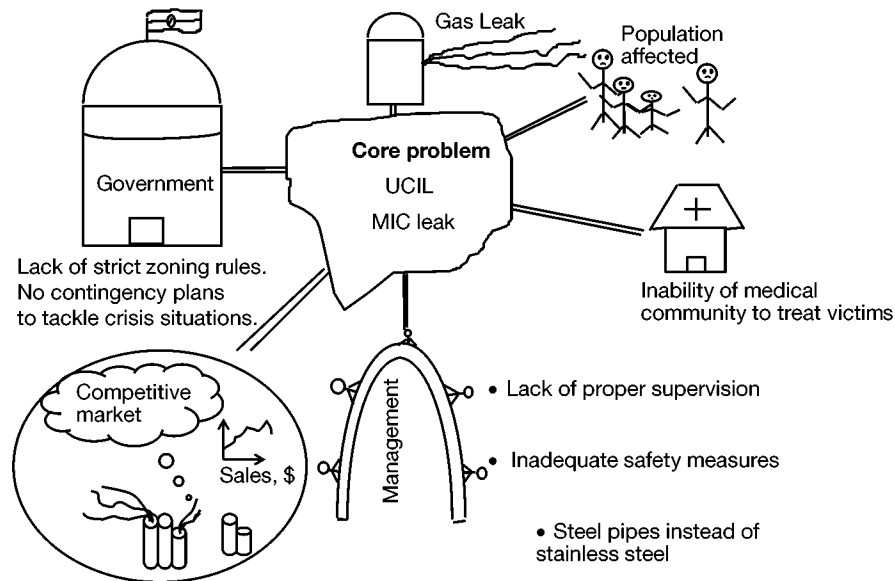 Gas Leak
Population
affected
Core problem
UCIL
MIC leak
Government
Lack of strict zoning rules.
No contingency plans
to tackle crisis situations.
Inability of medical
community to treat victims
Competitive
market
Sales, $
Management
• Lack of proper supervision
• Inadequate safety measures
• Steel pipes instead of
stainless steel